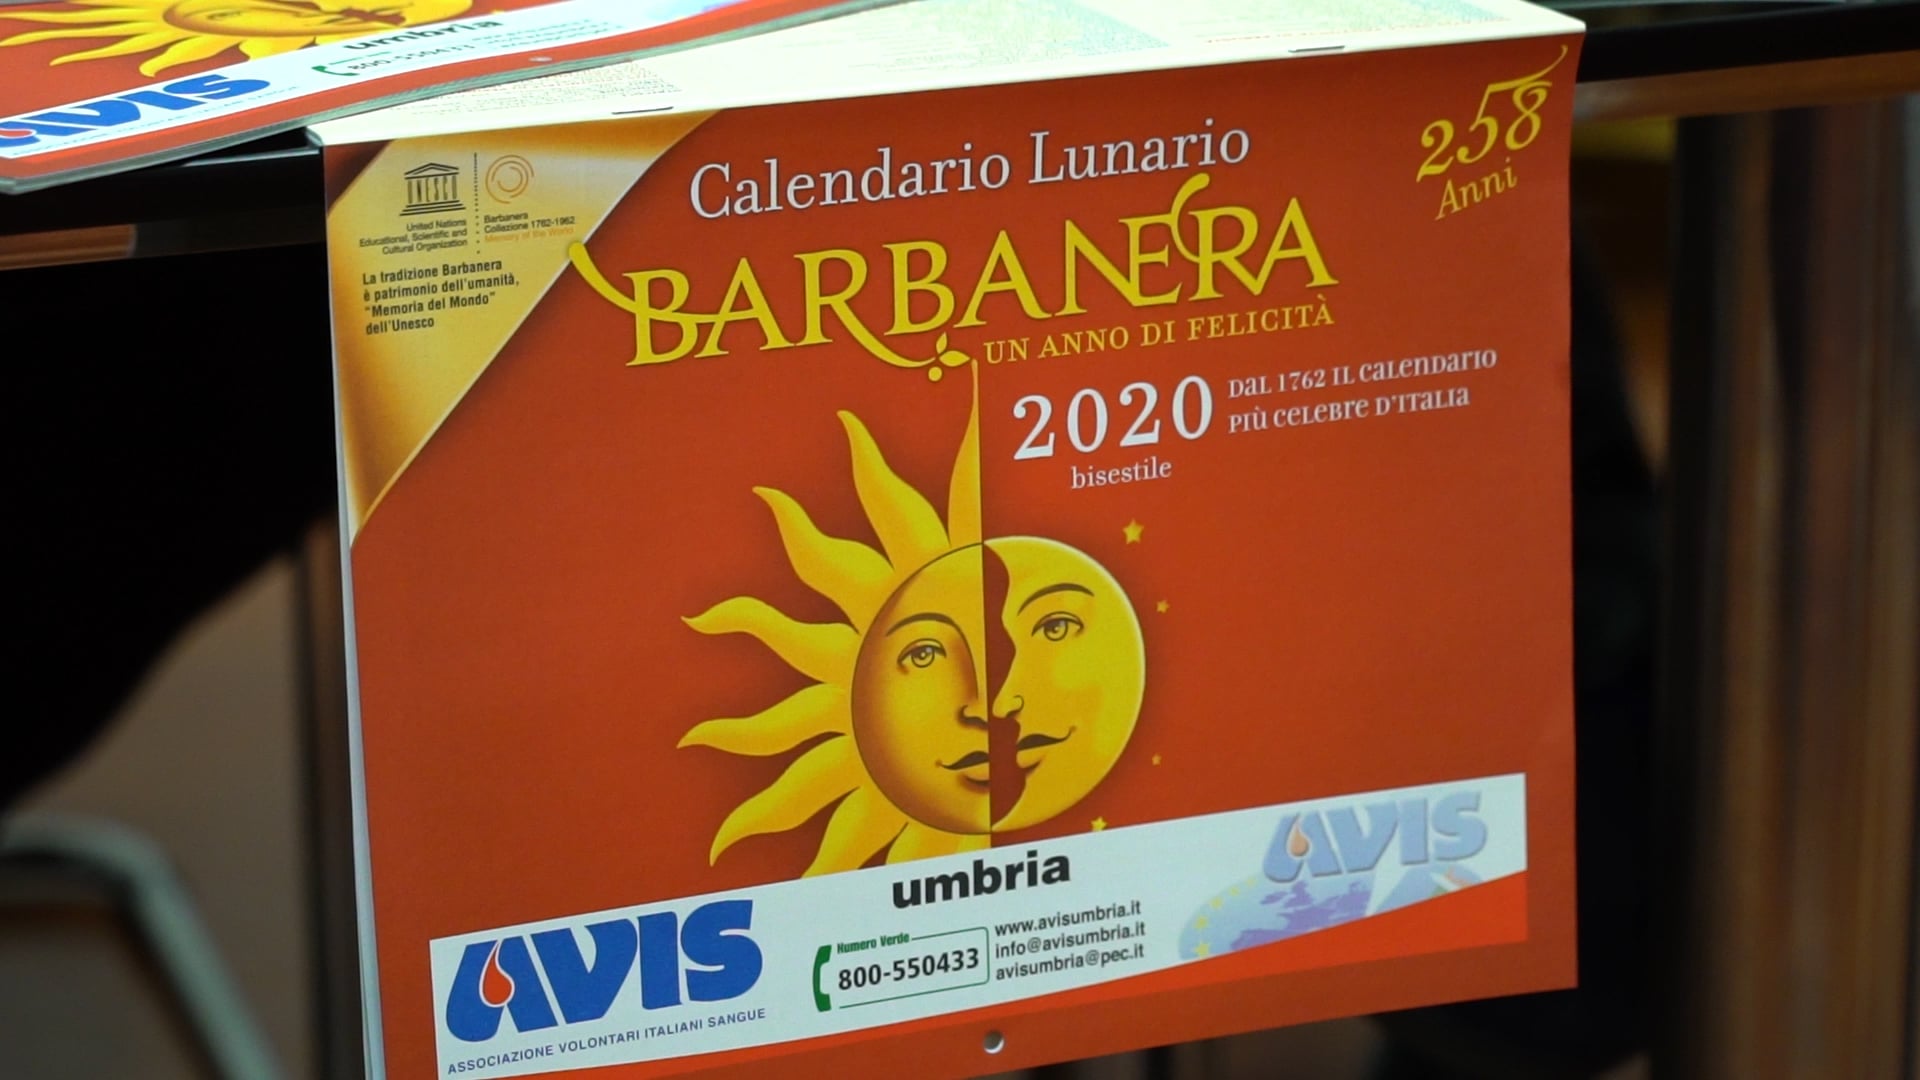 umbria
800-550433
AVIS
UNESCO
United Nations
Educational, Scientific and
Cultural Organization
Barbanera
Collezione 1762-1962
Memory of the World
La tradizione Barbanera
è patrimonio dell'umanità,
"Memoria del Mondo"
dell'Unesco
Calendario Lunario
258
Anni
BARBANERA
UN ANNO DI FELICITÀ
2020
bisestile
DAL 1762 IL CALENDARIO
PIÙ CELEBRE D'ITALIA
AVIS
umbria
AVIS
ASSOCIAZIONE VOLONTARI ITALIANI SANGUE
Numero Verde
800-550433
www.avisumbria.it
info@avisumbria.it
avisumbria@pec.it